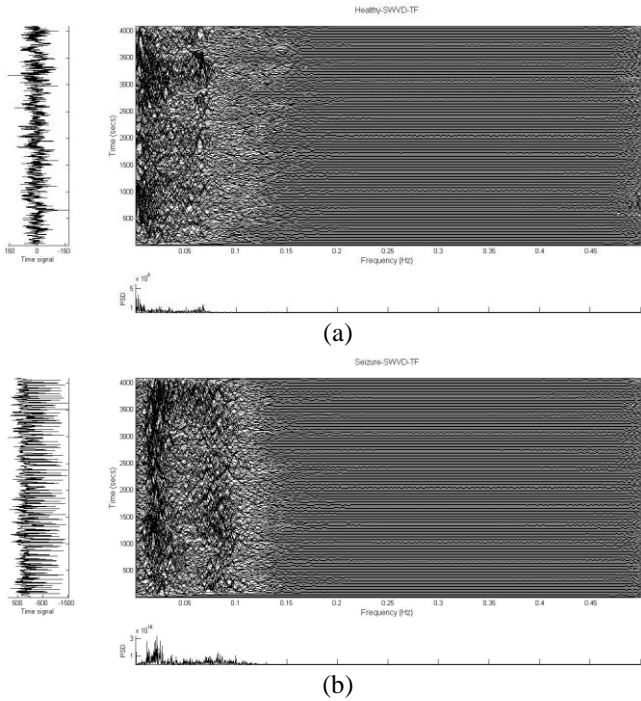 Healthy-SWVD-TF
4000
3500
3000
2500
2000
1500
1000
500
Time (secs)
150 0 -150
Time signal
0.05 0.1 0.15 0.2 0.25 0.3 0.35 0.4 0.45
Frequency [Hz]
5
1
PSD
(a)
Seizure-SWVD-TF
4000
3500
3000
2500
2000
1500
1000
500
Time (secs)
500 -500 -1500
Time signal
0.05 0.1 0.15 0.2 0.25 0.3 0.35 0.4 0.45
Frequency [Hz]
x 10
3
1
PSD
(b)